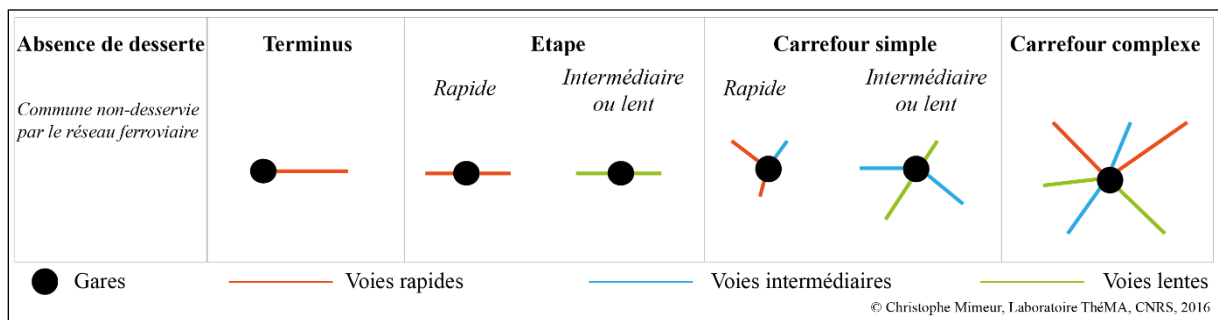 Absence de desserte
Commune non-desservie
par le réseau ferroviaire
Terminus
Etape
Rapide
Intermédiaire
ou lent
Carrefour simple
Rapide
Intermédiaire
ou lent
Carrefour complexe
Gares
Voies rapides
Voies intermédiaires
Voies lentes
© Christophe Mimeur, Laboratoire ThéMA, CNRS, 2016